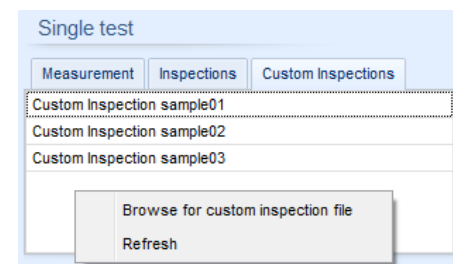 Single test
Measurement Inspections Custom Inspections
Custom Inspection sample01
Custom Inspection sample02
Custom Inspection sample03
Browse for custom inspection file
Refresh